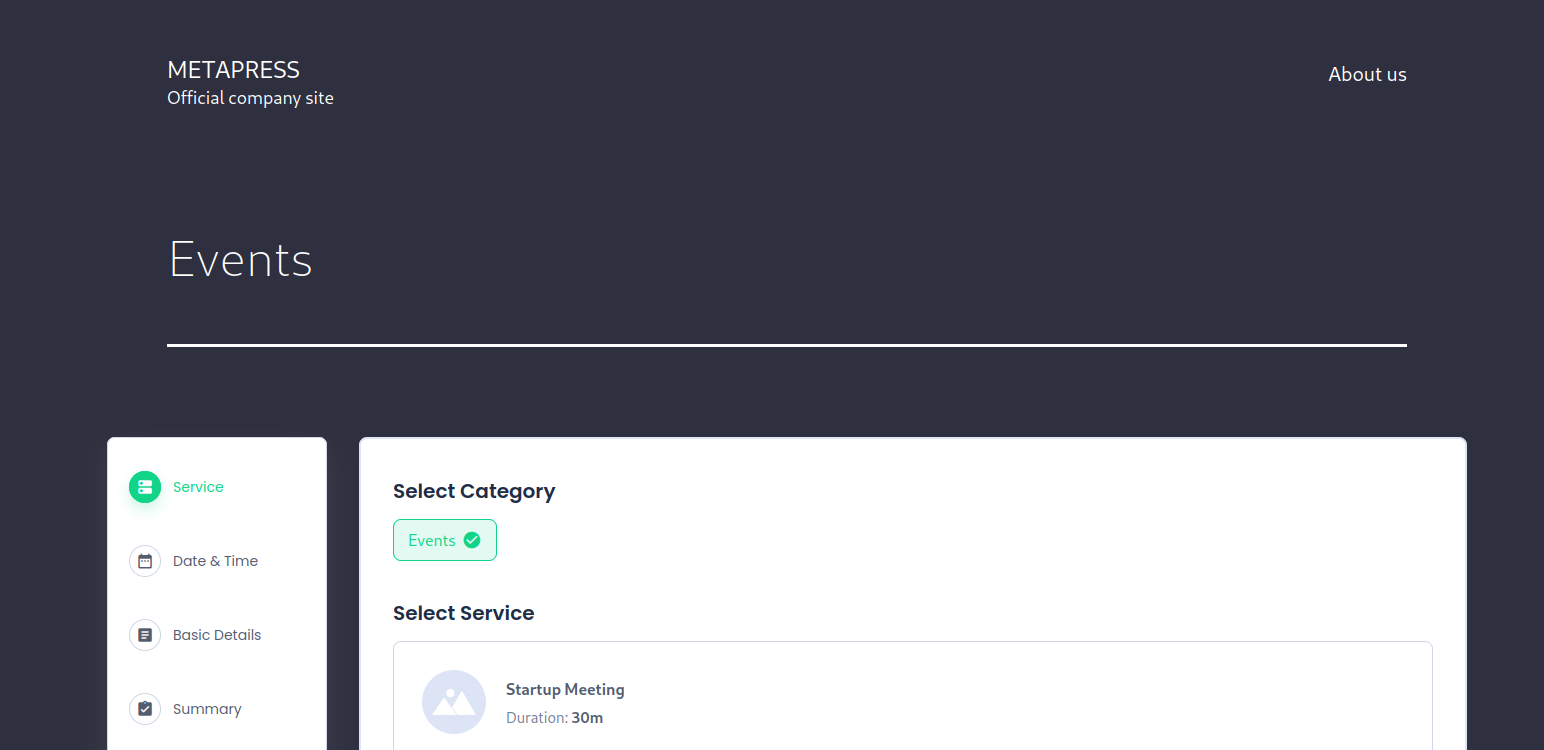 METAPRESS
Official company site
About us
Events
Service
Date & Time
Basic Details
Summary
Select Category
Events
Select Service
Startup Meeting
Duration: 30m